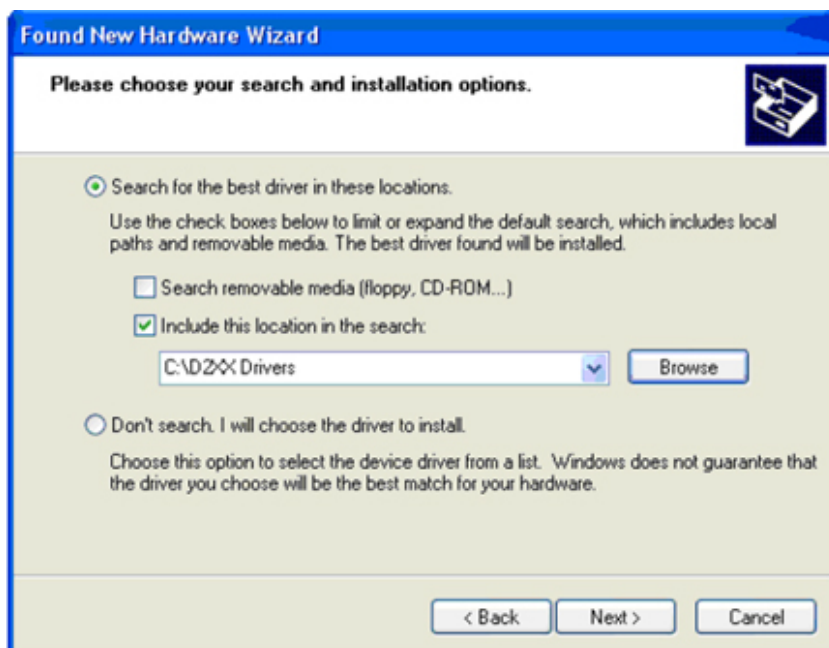 Found New Hardware Wizard
Please choose your search and installation options.
Search for the best driver in these locations.
Use the check boxes below to limit or expand the default search, which includes local
paths and removable media. The best driver found will be installed.
Search removable media (floppy, CD-ROM...)
Include this location in the search:
C:\D2XX Drivers
Browse
Don't search. I will choose the driver to install.
Choose this option to select the device driver from a list. Windows does not guarantee that
the driver you choose will be the best match for your hardware.
< Back Next > Cancel